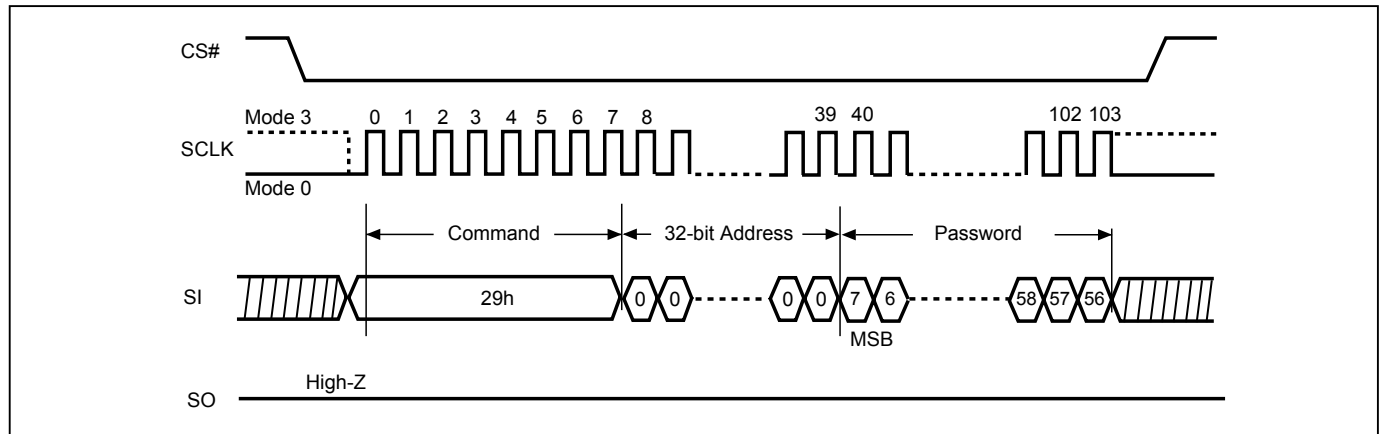 CS#
Mode 3 0 1 2 3 4 5 6 7 8 39 40 102 103
SCLK
Mode 0
Command 32-bit Address Password
SI 29h 0 0 0 0 7 6 58 57 56
MSB
High-Z
SO